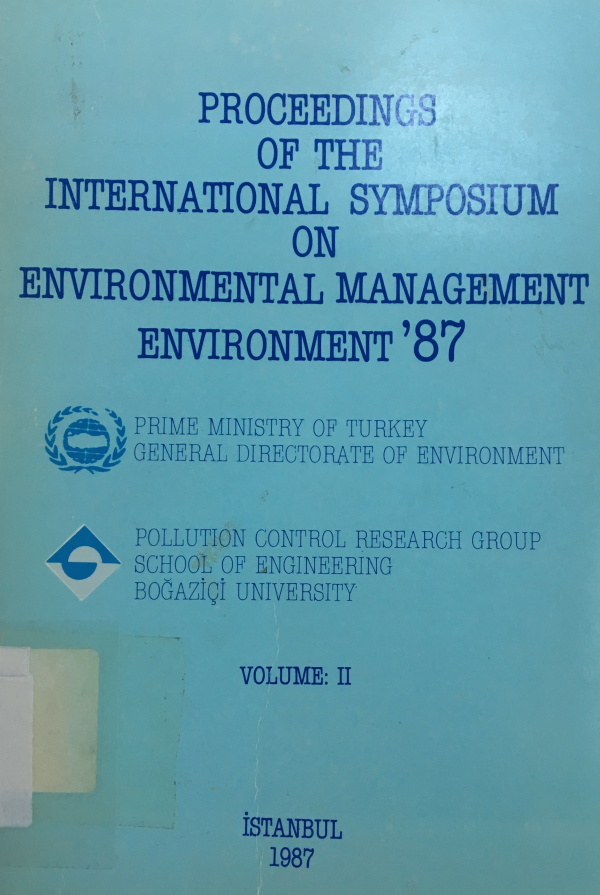 PROCEEDINGS
OF THE
INTERNATIONAL SYMPOSIUM
ON
ENVIRONMENTAL MANAGEMENT
ENVIRONMENT '87
PRIME MINISTRY OF TURKEY
GENERAL DIRECTORATE OF ENVIRONMENT
POLLUTION CONTROL RESEARCH GROUP
SCHOOL OF ENGINEERING
BOĞAZİÇİ UNIVERSITY
VOLUME: II
İSTANBUL
1987